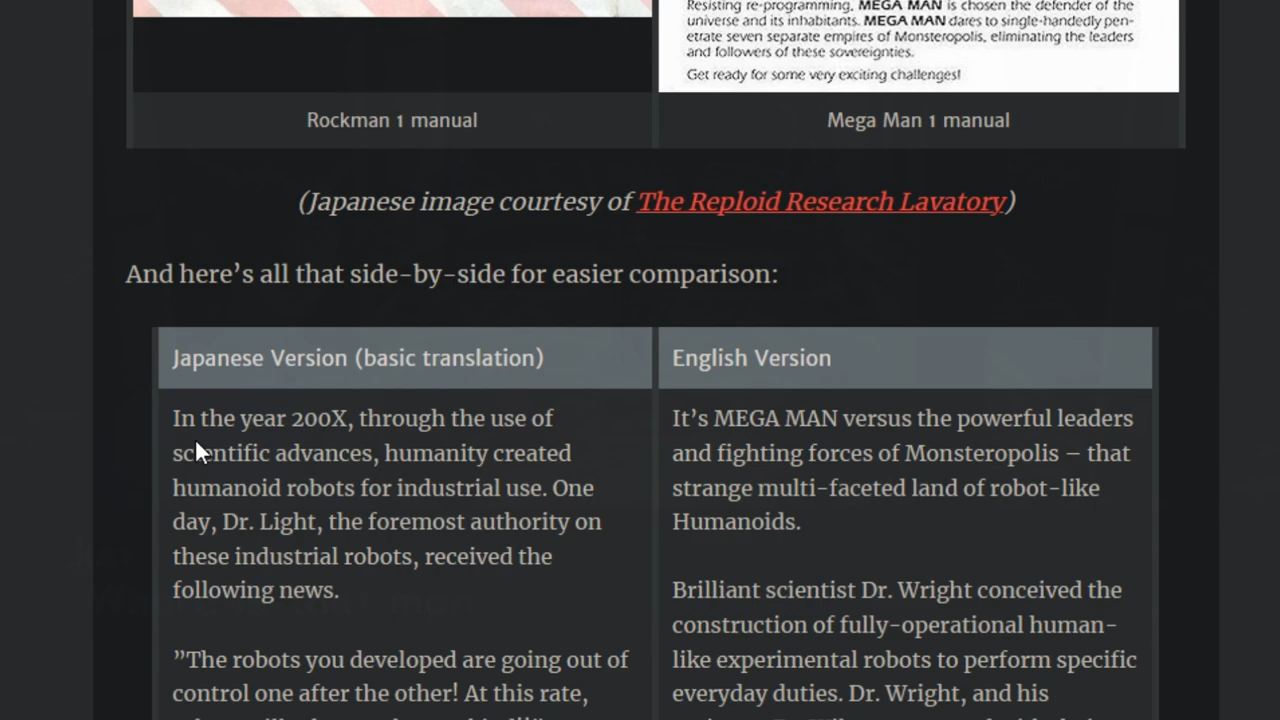 Resisting re-programming, MEGA MAN is chosen the defender of the
universe and its inhabitants. MEGA MAN dares to single-handedly pen-
etrate seven separate empires of Monsteropolis, eliminating the leaders
and followers of these sovereignties.
Get ready for some very exciting challenges!
Rockman 1 manual
Mega Man 1 manual
(Japanese image courtesy of The Reploid Research Lavatory)
And here's all that side-by-side for easier comparison:
Japanese Version (basic translation)
In the year 200X, through the use of
scientific advances, humanity created
humanoid robots for industrial use. One
day, Dr. Light, the foremost authority on
these industrial robots, received the
following news.
”The robots you developed are going out of
control one after the other! At this rate,
English Version
It's MEGA MAN versus the powerful leaders
and fighting forces of Monsteropolis – that
strange multi-faceted land of robot-like
Humanoids.
Brilliant scientist Dr. Wright conceived the
construction of fully-operational human-
like experimental robots to perform specific
everyday duties. Dr. Wright, and his